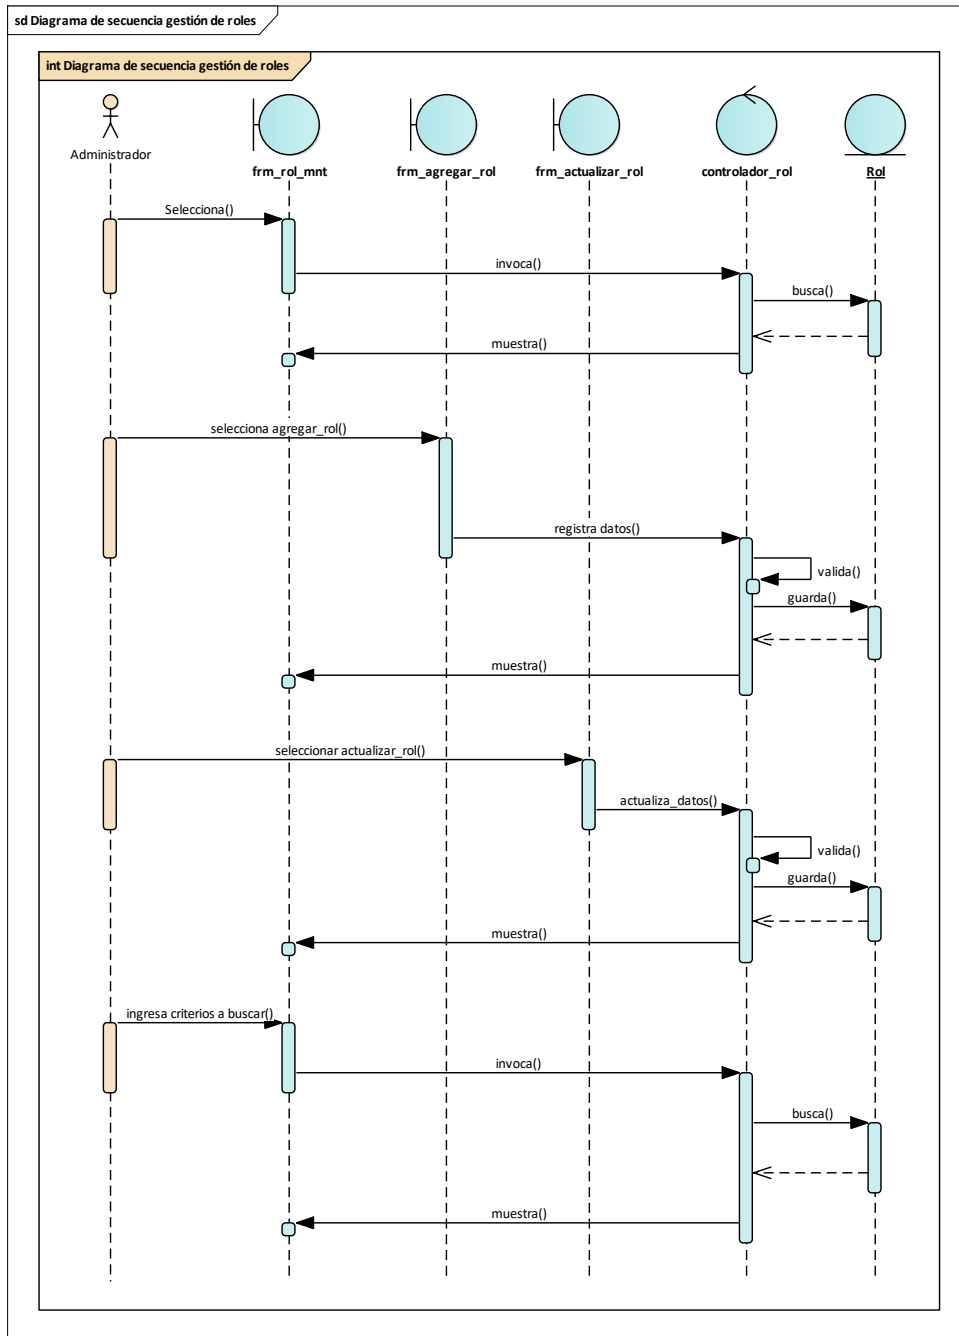 sd Diagrama de secuencia gestión de roles
int Diagrama de secuencia gestión de roles
Administrador
frm_rol_mnt
frm_agregar_rol
frm_actualizar_rol
controlador_rol
Rol
Selecciona()
invoca()
busca()
muestra()
selecciona agregar_rol()
registra datos()
valida()
guarda()
muestra()
seleccionar actualizar_rol()
actualiza_datos()
valida()
guarda()
muestra()
ingresa criterios a buscar()
invoca()
busca()
muestra()